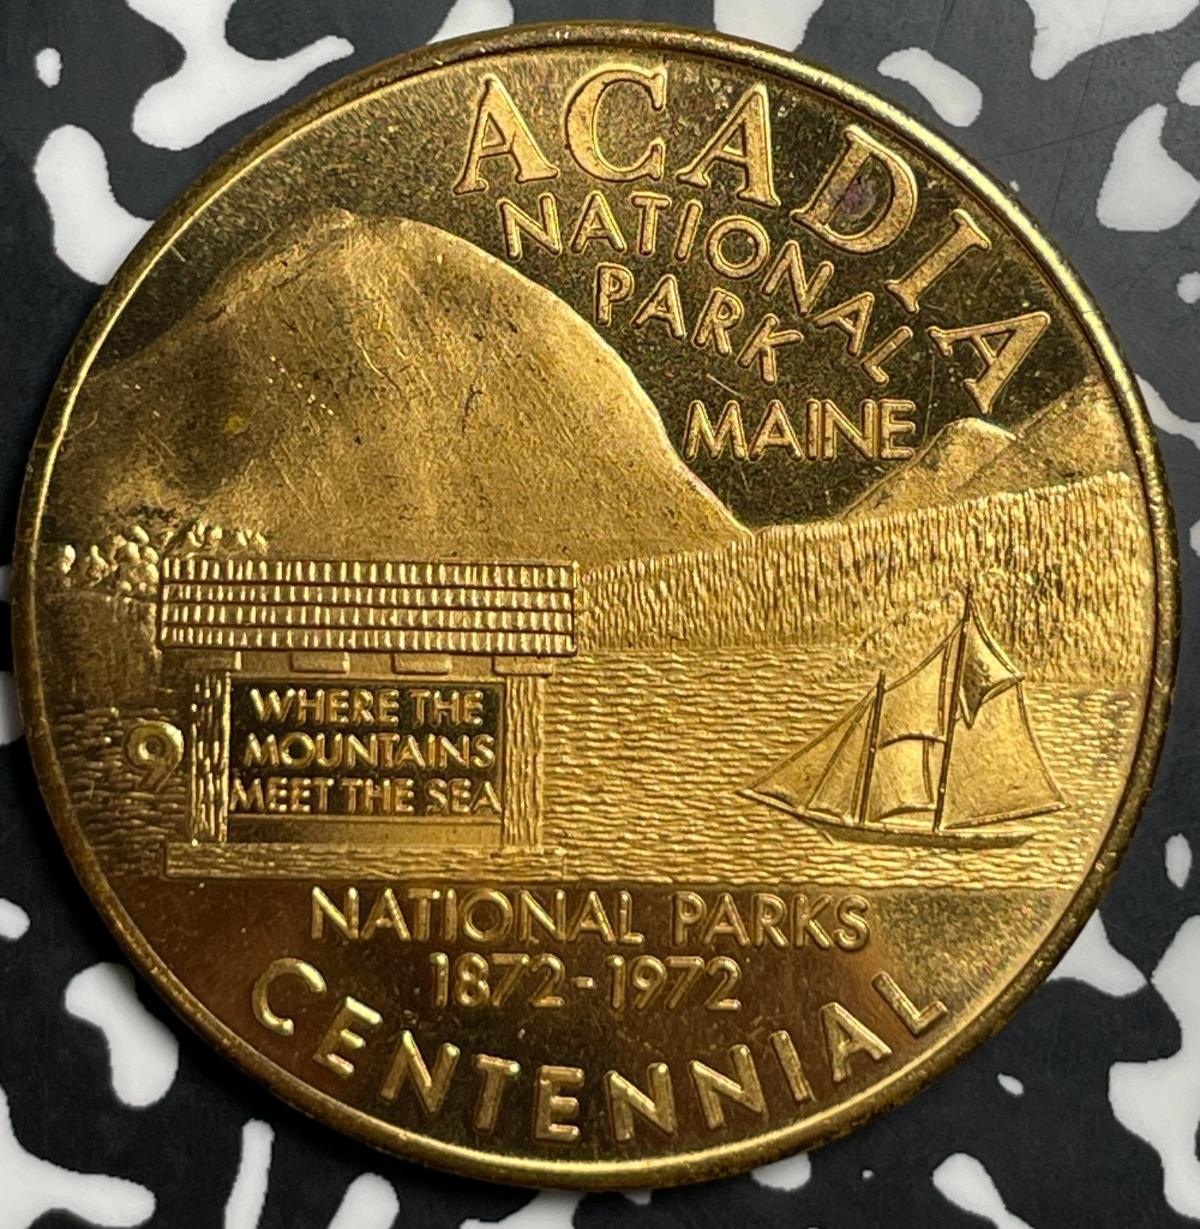 ACADIA
NATIONAL
PARK
MAINE
WHERE THE
MOUNTAINS
MEET THE SEA
9
NATIONAL PARKS
1872-1972
CENTENNIAL